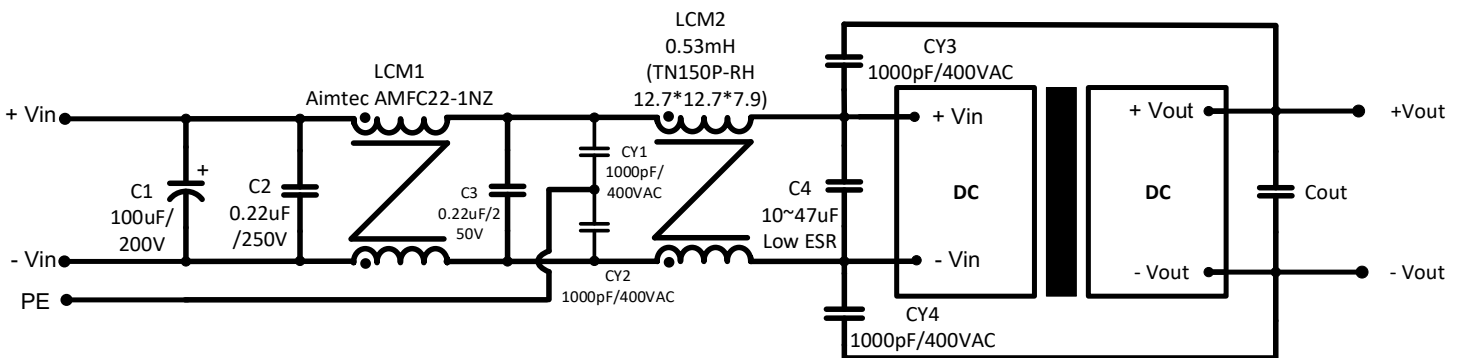 LCM2
0.53mH
(TN150P-RH
12.7*12.7*7.9)
CY3
1000pF/400VAC
LCM1
Aimtec AMFC22-1NZ
+ Vin
+ Vin
+ Vout
+Vout
C1
100uF/
200V
+
C2
0.22uF
/250V
C3
0.22uF/2
50V
CY1
1000pF/
400VAC
C4
10~47uF
Low ESR
DC
DC
Cout
- Vin
CY2
1000pF/400VAC
- Vin
- Vout
- Vout
PE
CY4
1000pF/400VAC